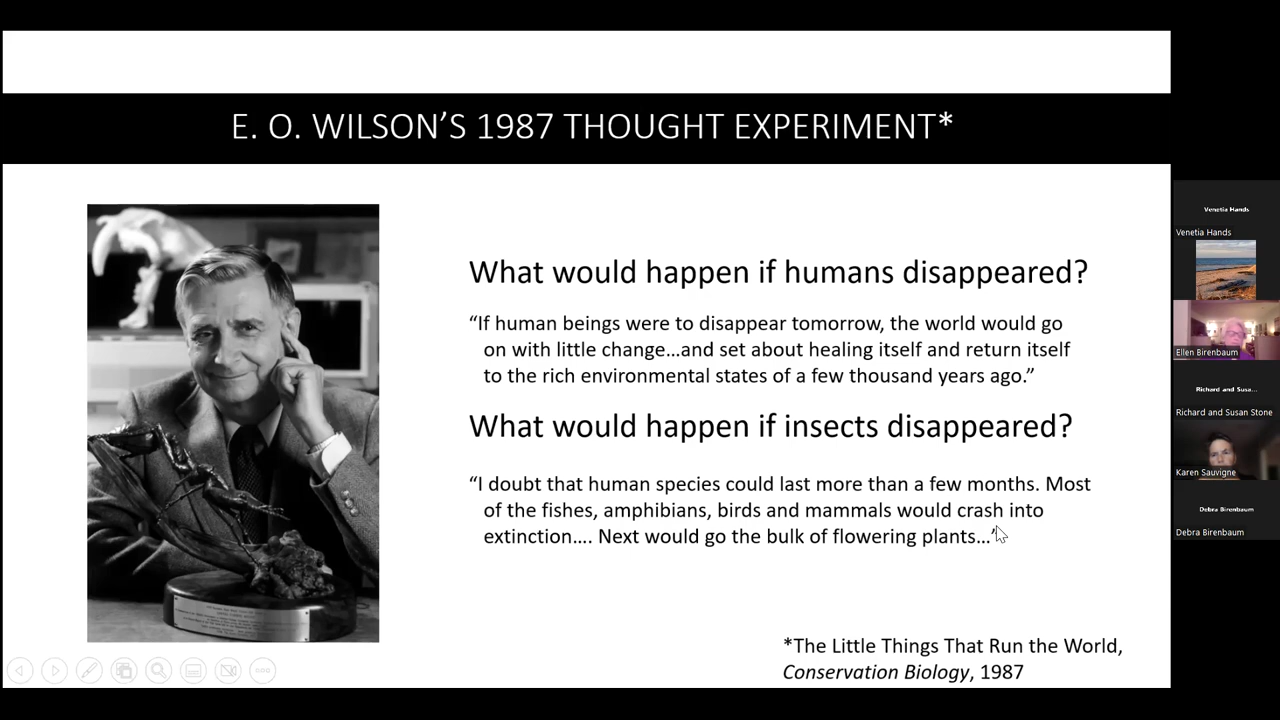 E. O. WILSON’S 1987 THOUGHT EXPERIMENT*
What would happen if humans disappeared?
“If human beings were to disappear tomorrow, the world would go
on with little change...and set about healing itself and return itself
to the rich environmental states of a few thousand years ago.”
What would happen if insects disappeared?
“I doubt that human species could last more than a few months. Most
of the fishes, amphibians, birds and mammals would crash into
extinction.... Next would go the bulk of flowering plants...”
*The Little Things That Run the World,
Conservation Biology, 1987
Venetia Hands
Venetia Hands
Ellen Birenbaum
Richard and Susa...
Richard and Susan Stone
Karen Sauvigne
Debra Birenbaum
Debra Birenbaum